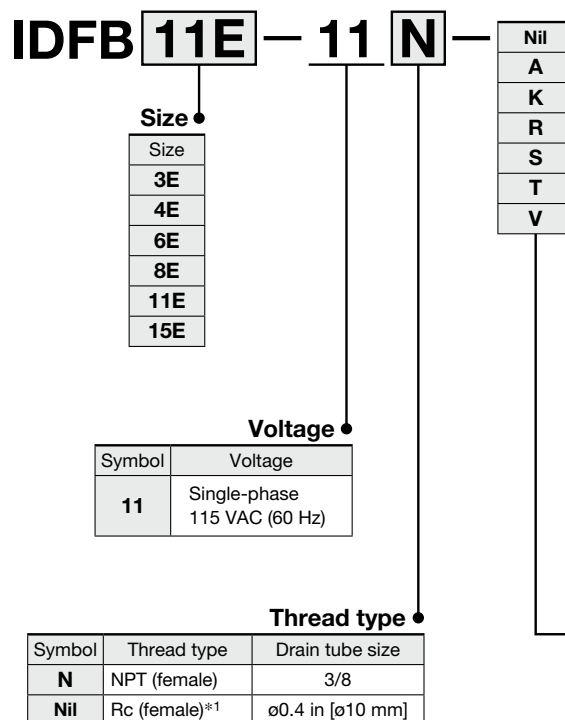 IDFB 11E — 11 N —
Nil
A
K
R
S
T
V
Size
Size
3E
4E
6E
8E
11E
15E
Voltage
Symbol Voltage
11 Single-phase
115 VAC (60 Hz)
Thread type
Symbol Thread type Drain tube size
N NPT (female) 3/8
Nil Rc (female)*1 ø0.4 in [ø10 mm]